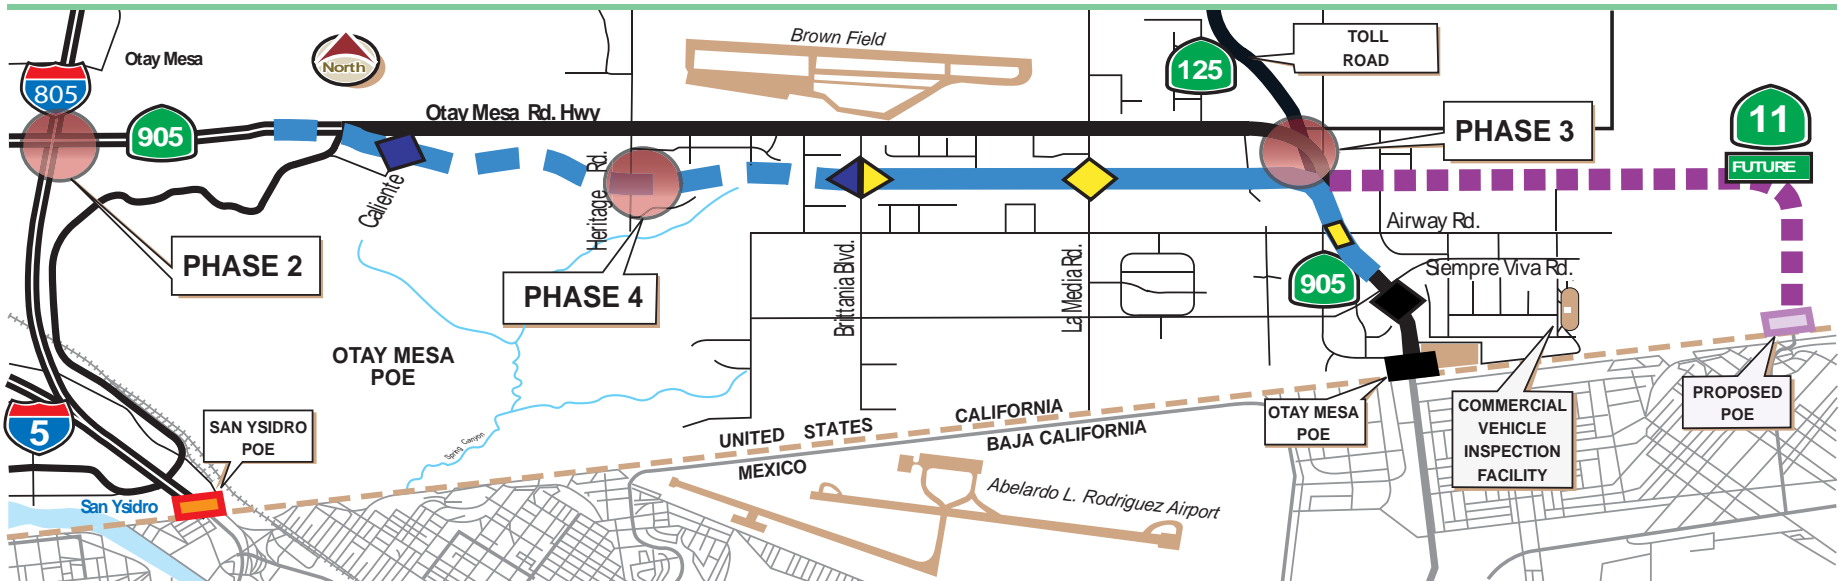 Brown Field
TOLL
ROAD
Otay Mesa
North
125
805
11
FUTURE
Otay Mesa Rd. Hwy
905
PHASE 3
Caliente
Heritage Rd.
Airway Rd.
PHASE 2
PHASE 4
Brittania Blvd.
La Media Rd.
905
Siempre Viva Rd.
OTAY MESA
POE
5
SAN YSIDRO
POE
Spring Canyon
UNITED STATES
CALIFORNIA
MEXICO
BAJA CALIFORNIA
OTAY MESA
POE
COMMERCIAL
VEHICLE
INSPECTION
FACILITY
PROPOSED
POE
San Ysidro
Abelardo L. Rodriguez Airport